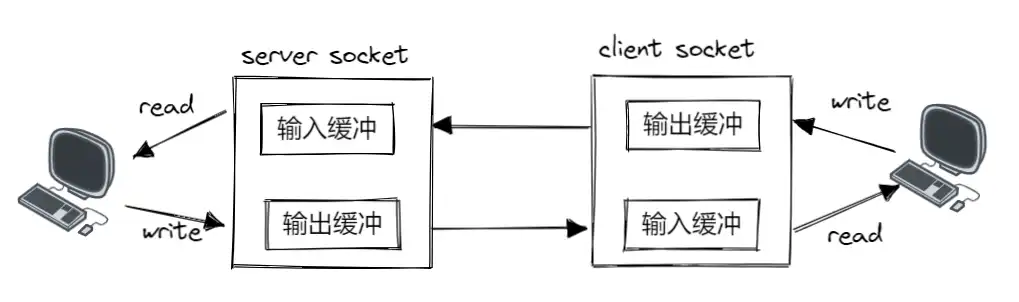 server socket
client socket
read
输入缓冲
输出缓冲
write
write
输出缓冲
输入缓冲
read